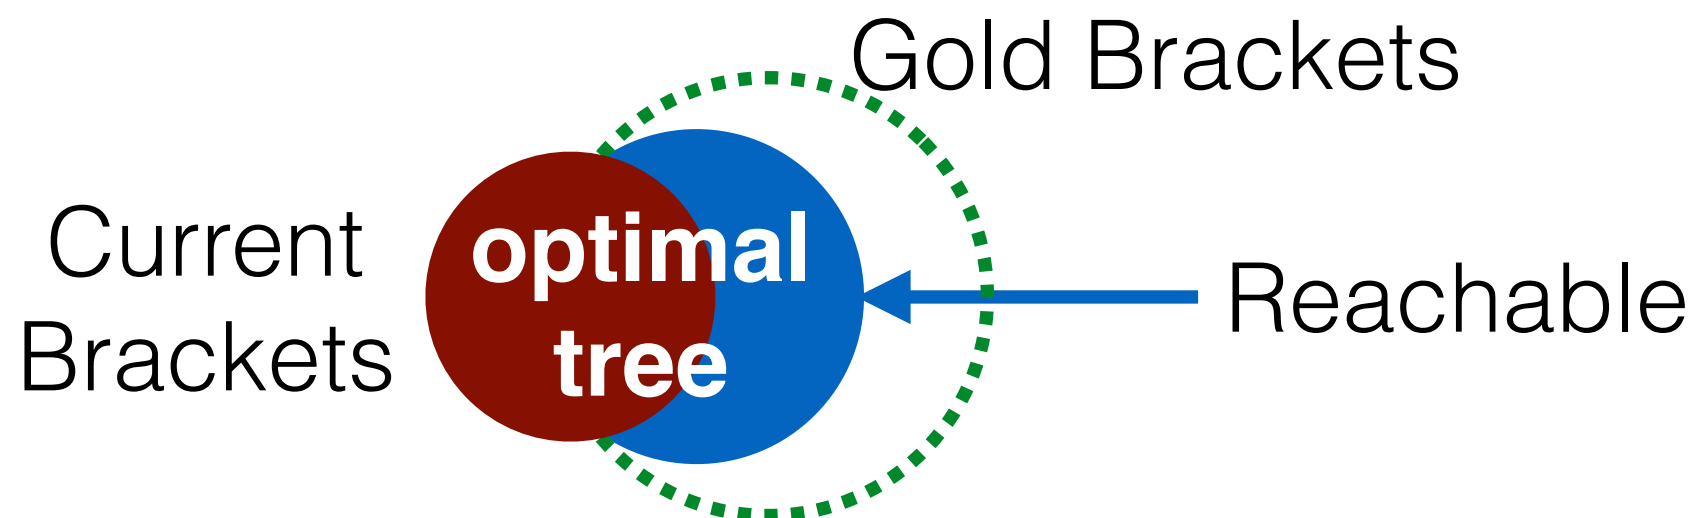 Gold Brackets
Current
Brackets
optimal
tree
Reachable